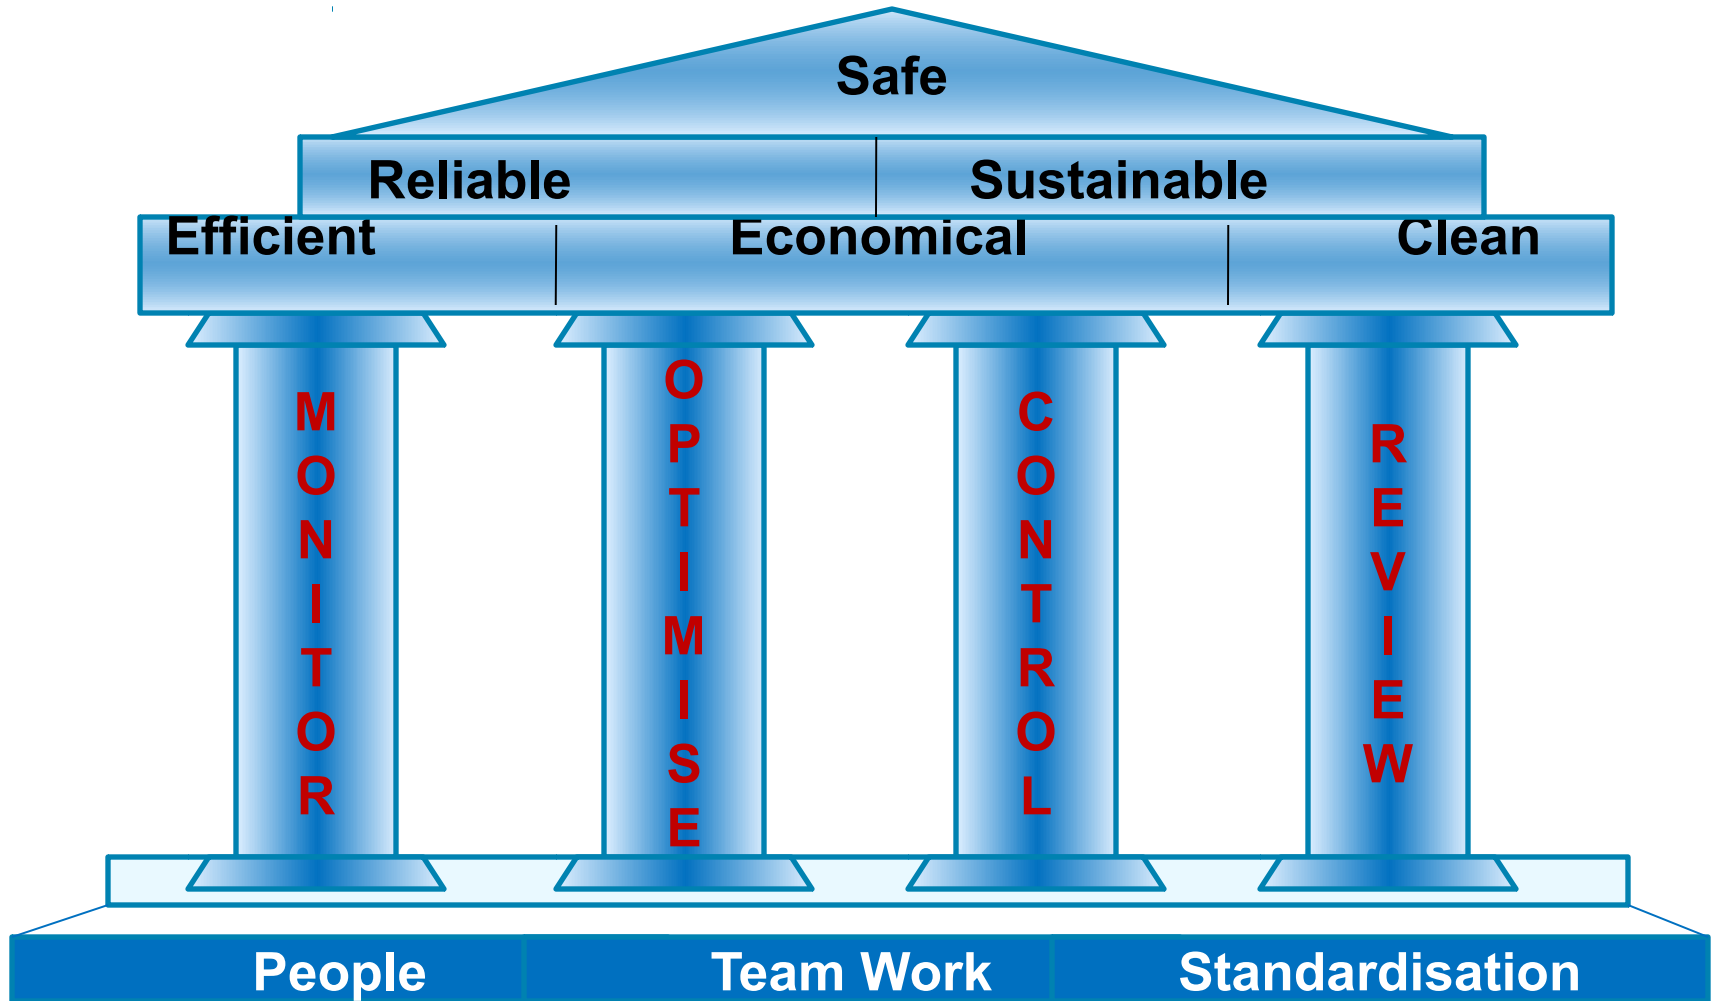 Safe
Reliable Sustainable
Efficient Economical Clean
MONITOR
OPTIMISE
CONTROL
REVIEW
People Team Work Standardisation